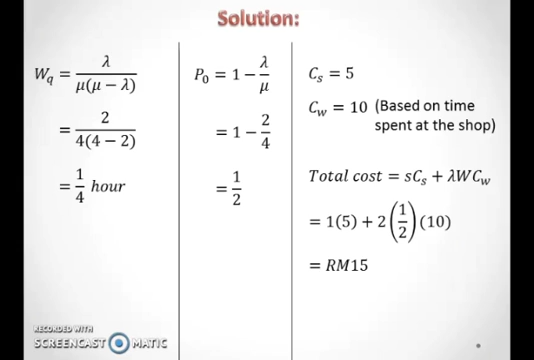 Solution:
W_q = λ / μ(μ − λ)
= 2 / 4(4 − 2)
= 1/4 hour
P_0 = 1 − λ/μ
= 1 − 2/4
= 1/2
C_s = 5
C_w = 10 (Based on time
spent at the shop)
Total cost = sC_s + λWC_w
= 1(5) + 2(1/2)(10)
= RM15
RECORDED WITH
SCREENCAST MATIC